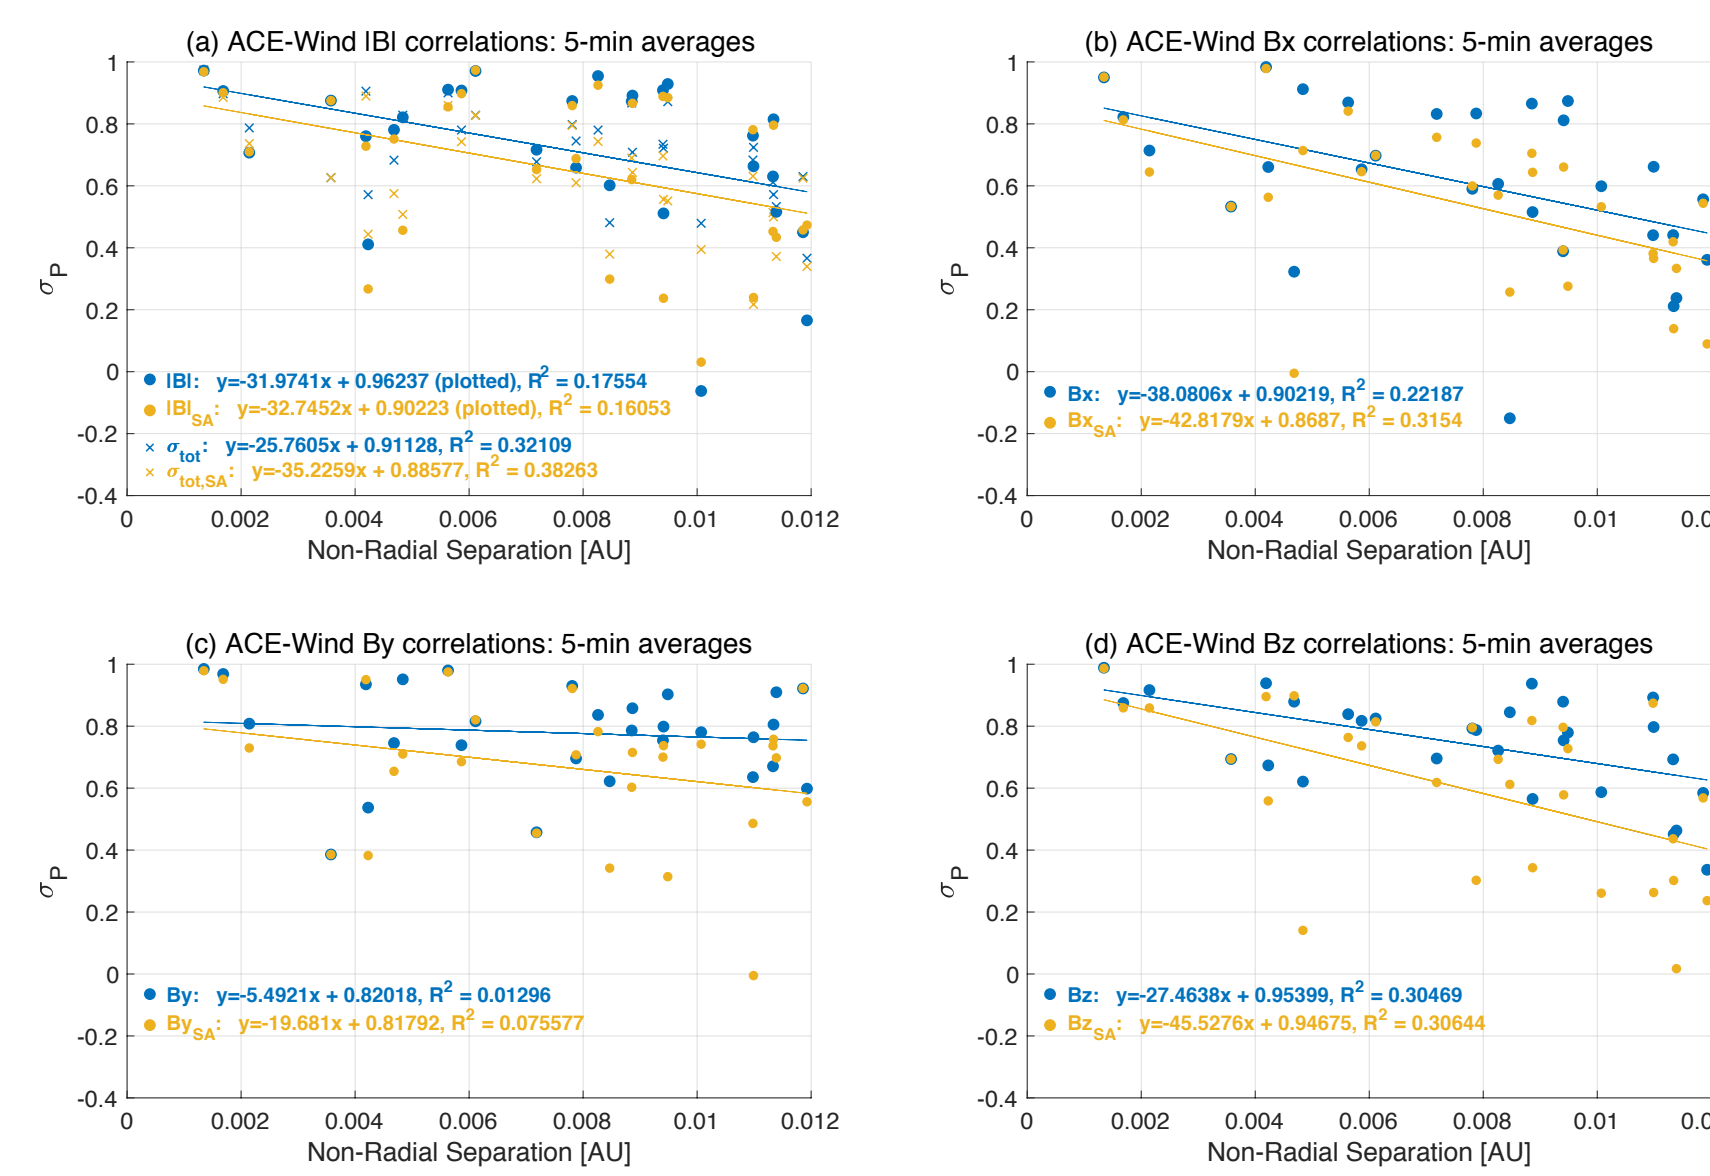 (a) ACE-Wind |B| correlations: 5-min averages
1
0.8
0.6
0.4
0.2
0
-0.2
-0.4
σP
|B|: y=-31.9741x + 0.96237 (plotted), R2 = 0.17554
|B|SA: y=-32.7452x + 0.90223 (plotted), R2 = 0.16053
σtot: y=-25.7605x + 0.91128, R2 = 0.32109
σtot,SA: y=-35.2259x + 0.88577, R2 = 0.38263
0 0.002 0.004 0.006 0.008 0.01 0.012
Non-Radial Separation [AU]
(b) ACE-Wind Bx correlations: 5-min averages
1
0.8
0.6
0.4
0.2
0
-0.2
-0.4
σP
Bx: y=-38.0806x + 0.90219, R2 = 0.22187
BxSA: y=-42.8179x + 0.8687, R2 = 0.3154
0 0.002 0.004 0.006 0.008 0.01
Non-Radial Separation [AU]
(c) ACE-Wind By correlations: 5-min averages
1
0.8
0.6
0.4
0.2
0
-0.2
-0.4
σP
By: y=-5.4921x + 0.82018, R2 = 0.01296
BySA: y=-19.681x + 0.81792, R2 = 0.075577
0 0.002 0.004 0.006 0.008 0.01 0.012
Non-Radial Separation [AU]
(d) ACE-Wind Bz correlations: 5-min averages
1
0.8
0.6
0.4
0.2
0
-0.2
-0.4
σP
Bz: y=-27.4638x + 0.95399, R2 = 0.30469
BzSA: y=-45.5276x + 0.94675, R2 = 0.30644
0 0.002 0.004 0.006 0.008 0.01
Non-Radial Separation [AU]